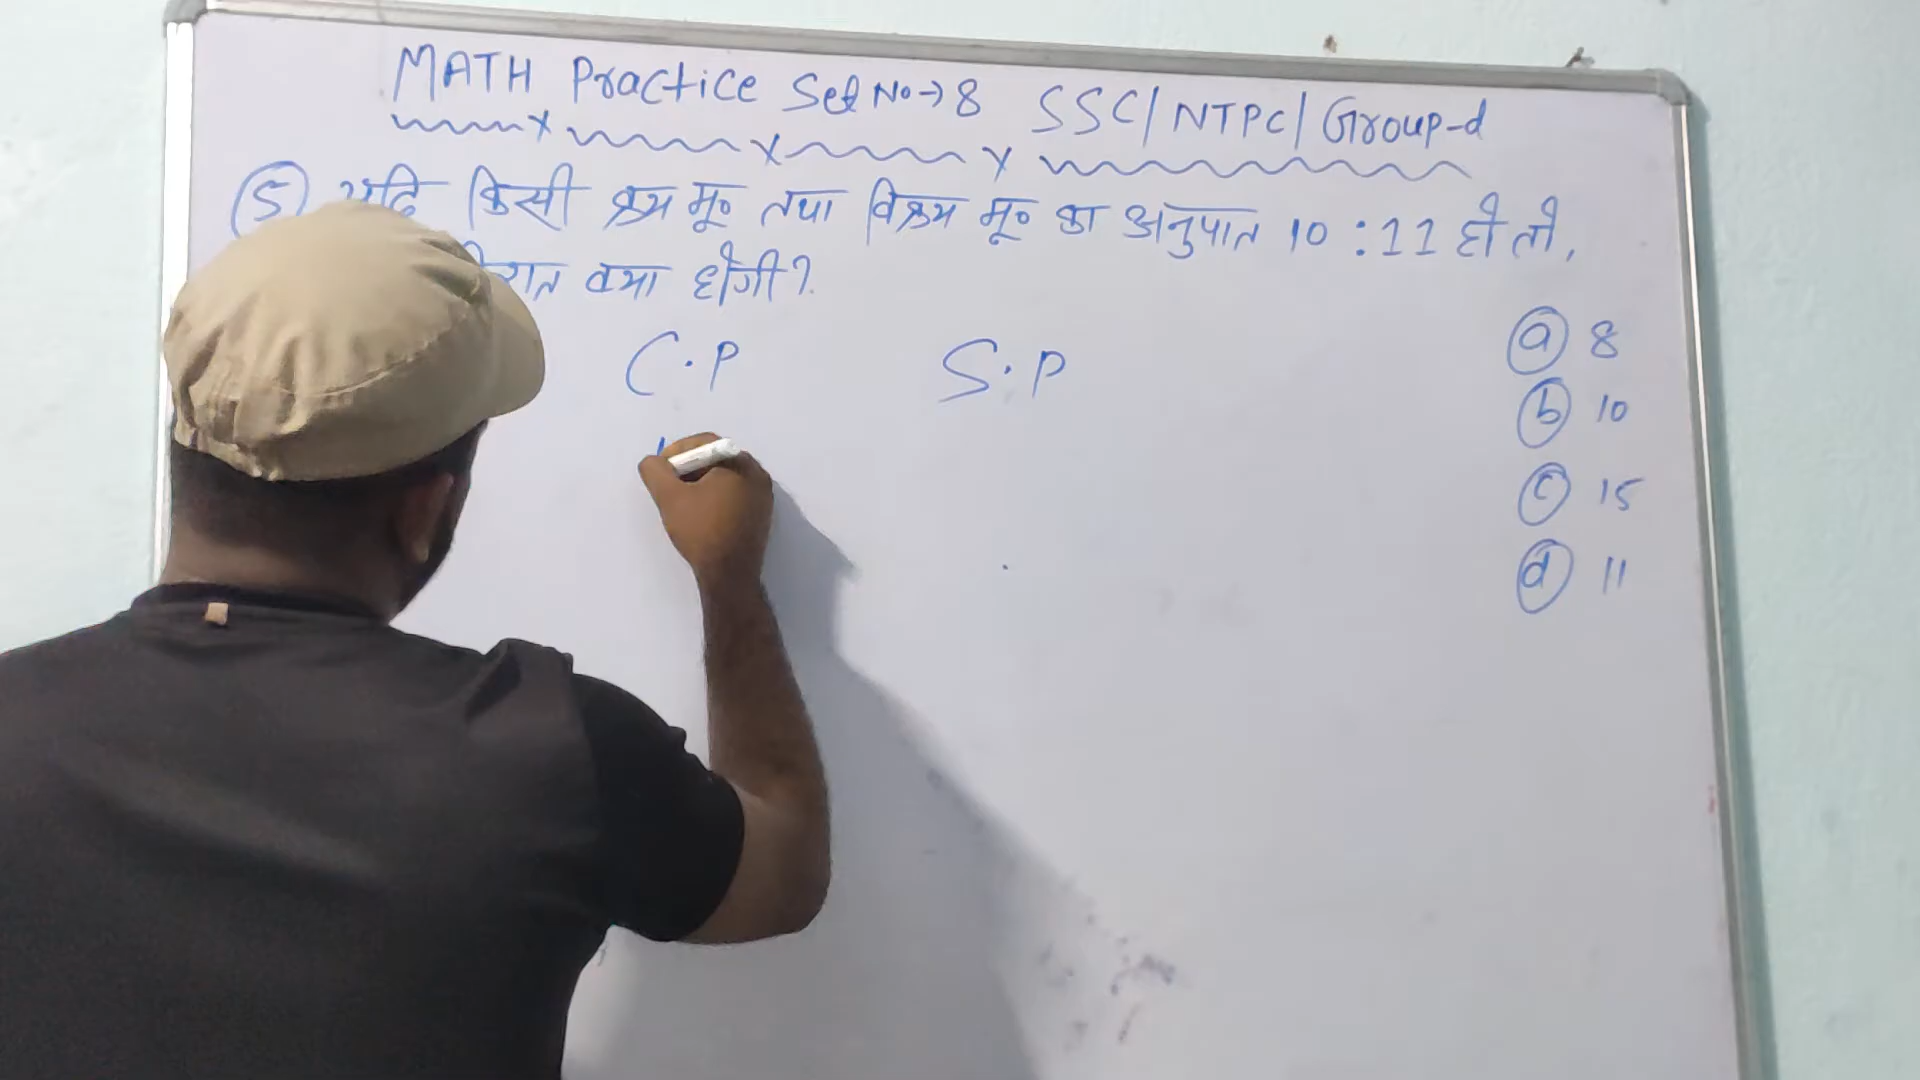 MATH Practice Set No→8 SSC/NTPC/Group-d
⑤ यदि किसी क्रय मू० तथा विक्रय मू० का अनुपात 10:11 हो तो,
क्या होगी?
C.P S.P
ⓐ 8
ⓑ 10
ⓒ 15
ⓓ 11